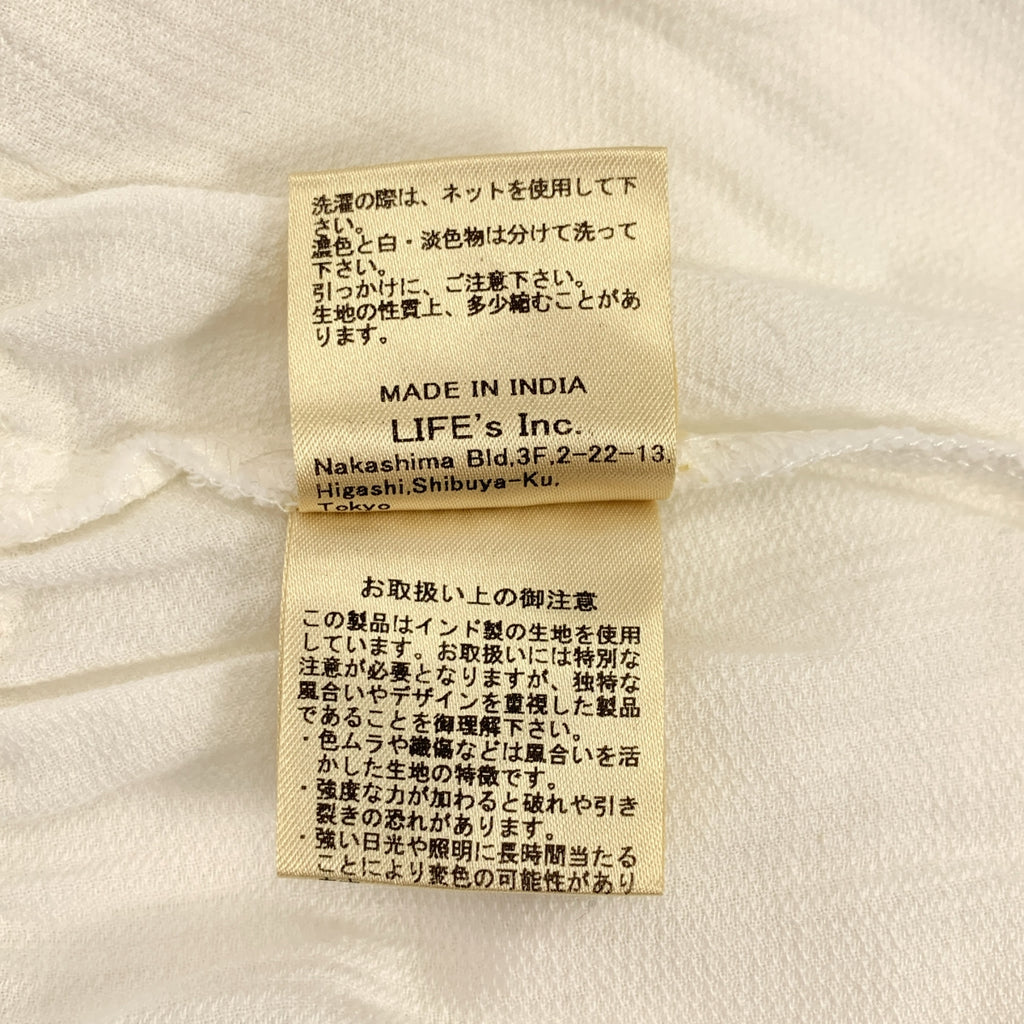 洗濯の際は、ネットを使用して下
さい。
濃色と白・淡色物は分けて洗って
下さい。
引っかけに、ご注意下さい。
生地の性質上、多少縮むことがあ
ります。
MADE IN INDIA
LIFE's Inc.
Nakashima Bld,3F,2-22-13,
Higashi,Shibuya-Ku,
Tokyo
お取扱い上の御注意
この製品はインド製の生地を使用
しています。お取扱いには特別な
注意が必要となりますが、独特な
風合いやデザインを重視した製品
であることを御理解下さい。
・色ムラや織傷などは風合いを活
かした生地の特徴です。
・強度な力が加わると破れや引き
裂きの恐れがあります。
・強い日光や照明に長時間当たる
ことにより変色の可能性があり